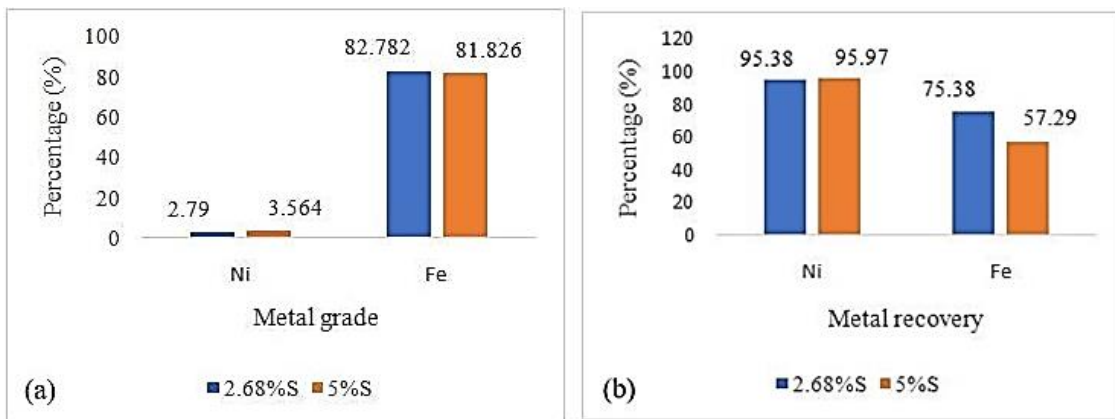 Percentage (%)
100
80
60
40
20
0
2.79
3.564
82.782
81.826
Ni
Fe
Metal grade
2.68%S
5%S
(a)
Percentage (%)
120
100
80
60
40
20
0
95.38
95.97
75.38
57.29
Ni
Fe
Metal recovery
2.68%S
5%S
(b)